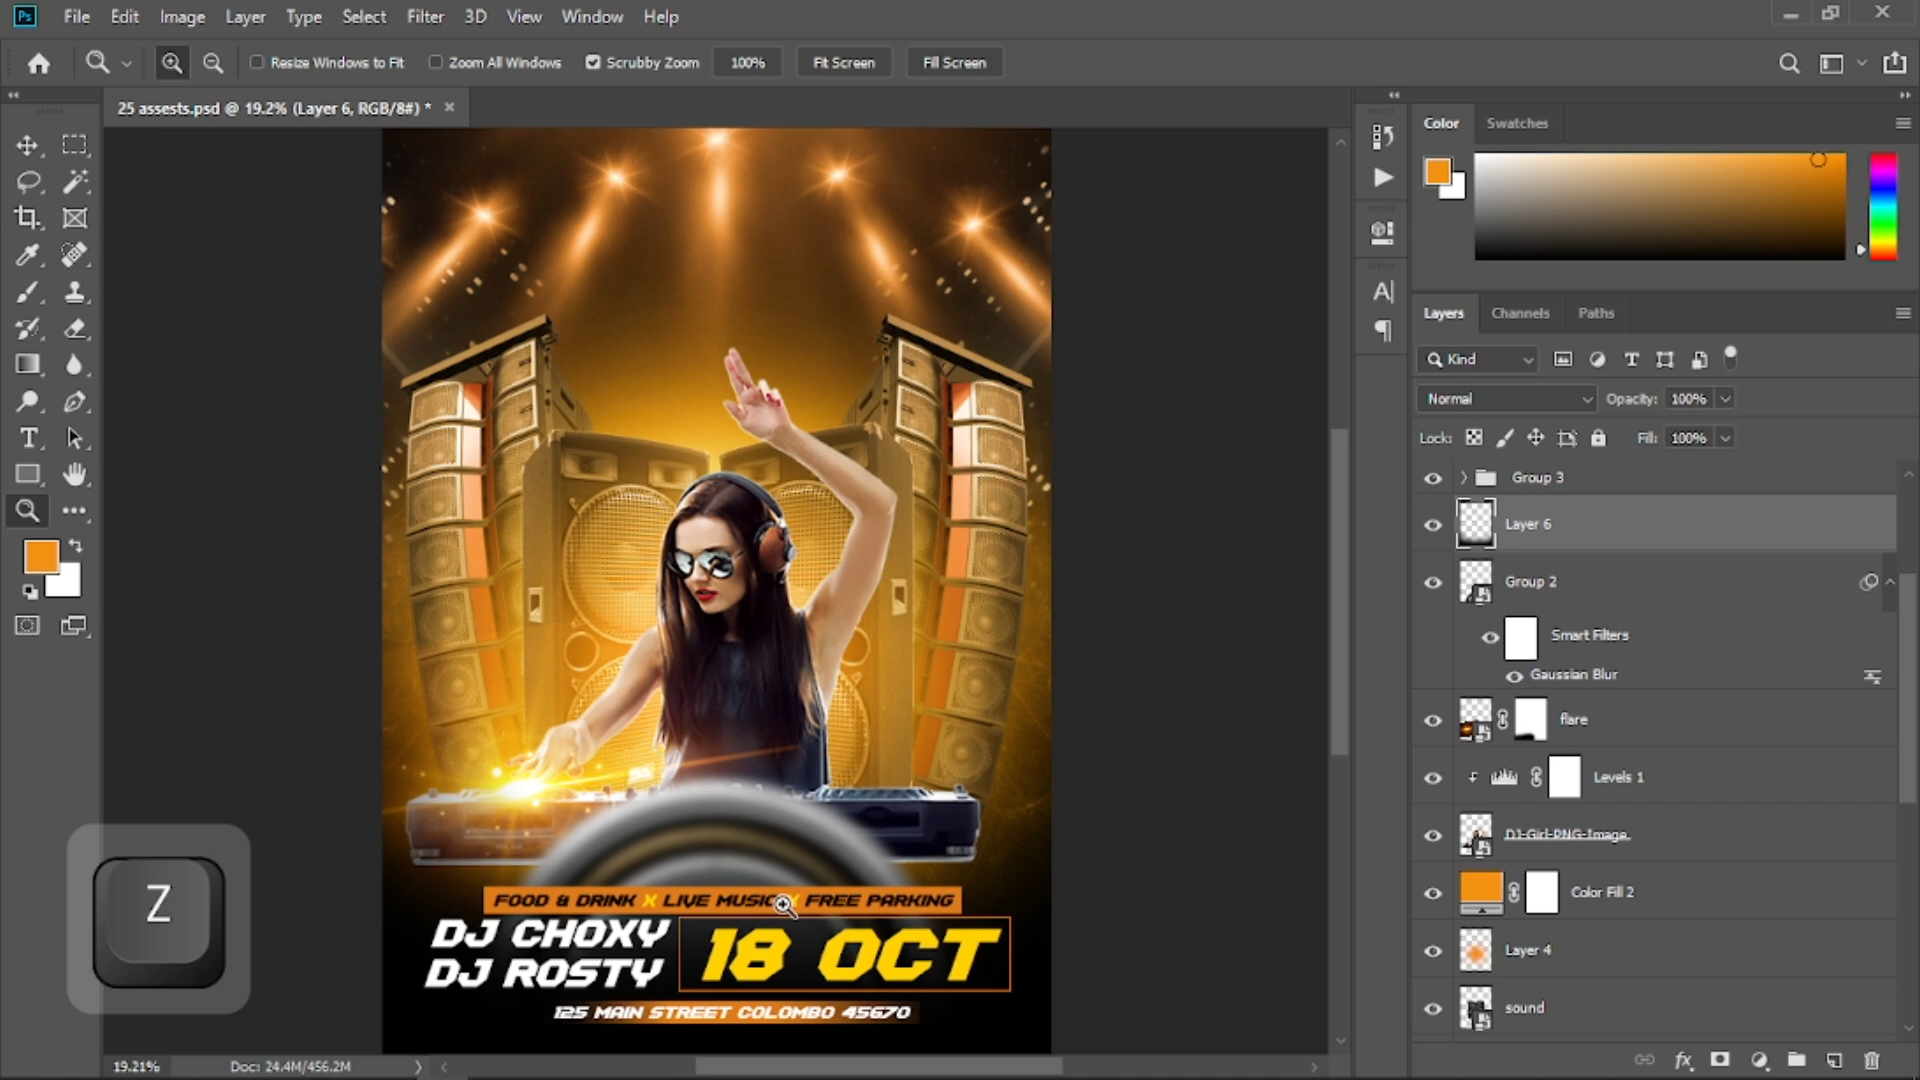 Ps File Edit Image Layer Type Select Filter 3D View Window Help
Resize Windows to Fit Zoom All Windows Scrubby Zoom 100% Fit Screen Fill Screen
25 assests.psd @ 19.2% (Layer 6, RGB/8#) *
Color Swatches
Layers Channels Paths
Kind
Normal Opacity: 100%
Lock: Fill: 100%
Group 3
Layer 6
Group 2
Smart Filters
Gaussian Blur
flare
Levels 1
DJ-Girl-PNG-Image.
Color Fill 2
Layer 4
sound
Z
FOOD & DRINK X LIVE MUSIC X FREE PARKING
DJ CHOXY
DJ ROSTY
18 OCT
125 MAIN STREET COLOMBO 45670
19.21% Doc: 24.4M/456.2M